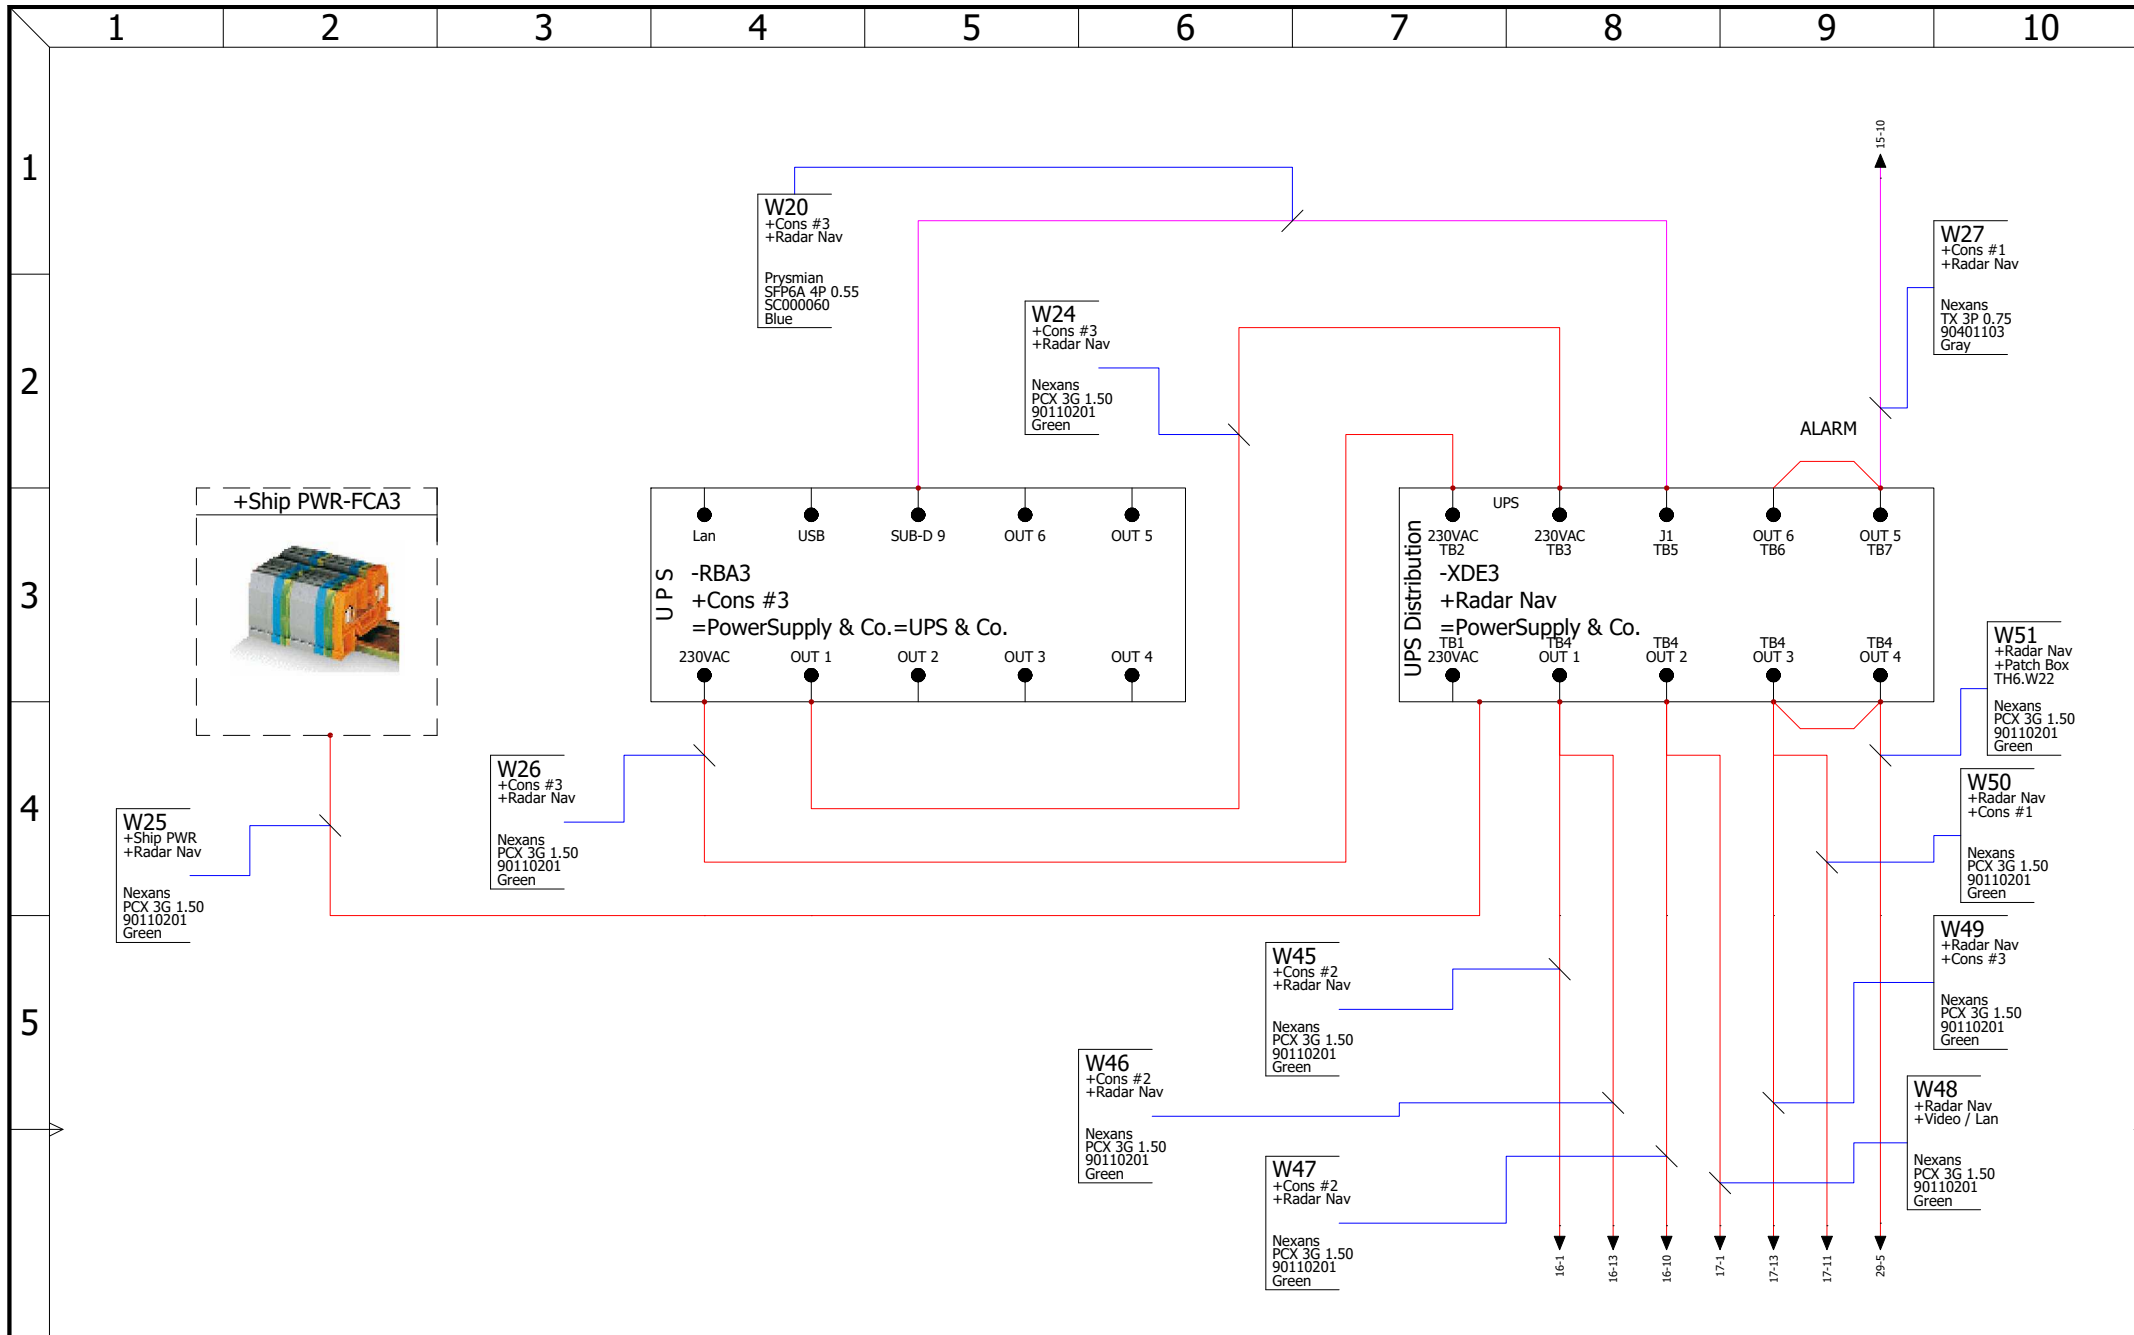 1 2 3 4 5 6 7 8 9 10
1
2
3
4
5
15-10
W20
+Cons #3
+Radar Nav
Prysmian
SFP6A 4P 0.55
SC000060
Blue
W27
+Cons #1
+Radar Nav
Nexans
TX 3P 0.75
90401103
Gray
W24
+Cons #3
+Radar Nav
Nexans
PCX 3G 1.50
90110201
Green
ALARM
+Ship PWR-FCA3
Lan USB SUB-D 9 OUT 6 OUT 5
U P S
-RBA3
+Cons #3
=PowerSupply & Co.=UPS & Co.
230VAC OUT 1 OUT 2 OUT 3 OUT 4
UPS
UPS Distribution
230VAC 230VAC J1 OUT 6 OUT 5
TB2 TB3 TB5 TB6 TB7
-XDE3
+Radar Nav
=PowerSupply & Co.
TB1 TB4 TB4 TB4 TB4
230VAC OUT 1 OUT 2 OUT 3 OUT 4
W51
+Radar Nav
+Patch Box
TH6.W22
Nexans
PCX 3G 1.50
90110201
Green
W26
+Cons #3
+Radar Nav
Nexans
PCX 3G 1.50
90110201
Green
W50
+Radar Nav
+Cons #1
Nexans
PCX 3G 1.50
90110201
Green
W25
+Ship PWR
+Radar Nav
Nexans
PCX 3G 1.50
90110201
Green
W49
+Radar Nav
+Cons #3
Nexans
PCX 3G 1.50
90110201
Green
W45
+Cons #2
+Radar Nav
Nexans
PCX 3G 1.50
90110201
Green
W46
+Cons #2
+Radar Nav
Nexans
PCX 3G 1.50
90110201
Green
W48
+Radar Nav
+Video / Lan
Nexans
PCX 3G 1.50
90110201
Green
W47
+Cons #2
+Radar Nav
Nexans
PCX 3G 1.50
90110201
Green
16-1
16-13
16-10
17-1
17-13
17-11
29-5